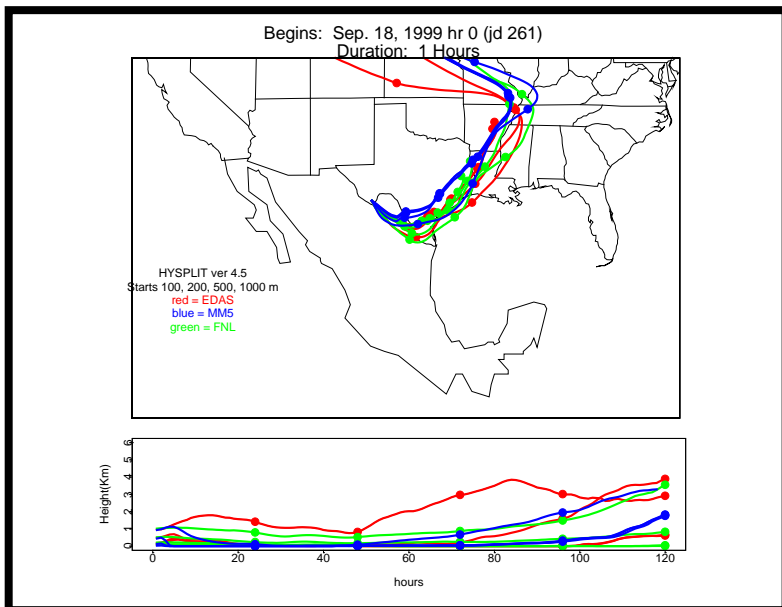 Begins: Sep. 18, 1999 hr 0 (jd 261)
Duration: 1 Hours
HYSPLIT ver 4.5
Starts 100, 200, 500, 1000 m
red = EDAS
blue = MM5
green = FNL
Height(Km)
6
5
4
3
2
1
0
0 20 40 60 80 100 120
hours